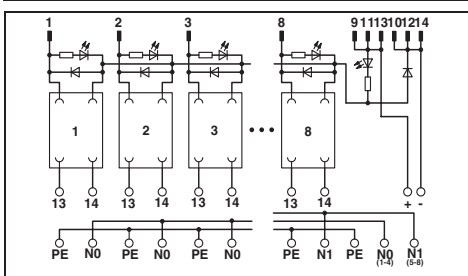 1 2 3 8 9 11 13 10 12 14
1 2 3 ••• 8
13 14 13 14 13 14 13 14 + -
PE N0 PE N0 PE N0 PE N1 PE N0 N1
(1-4) (5-8)